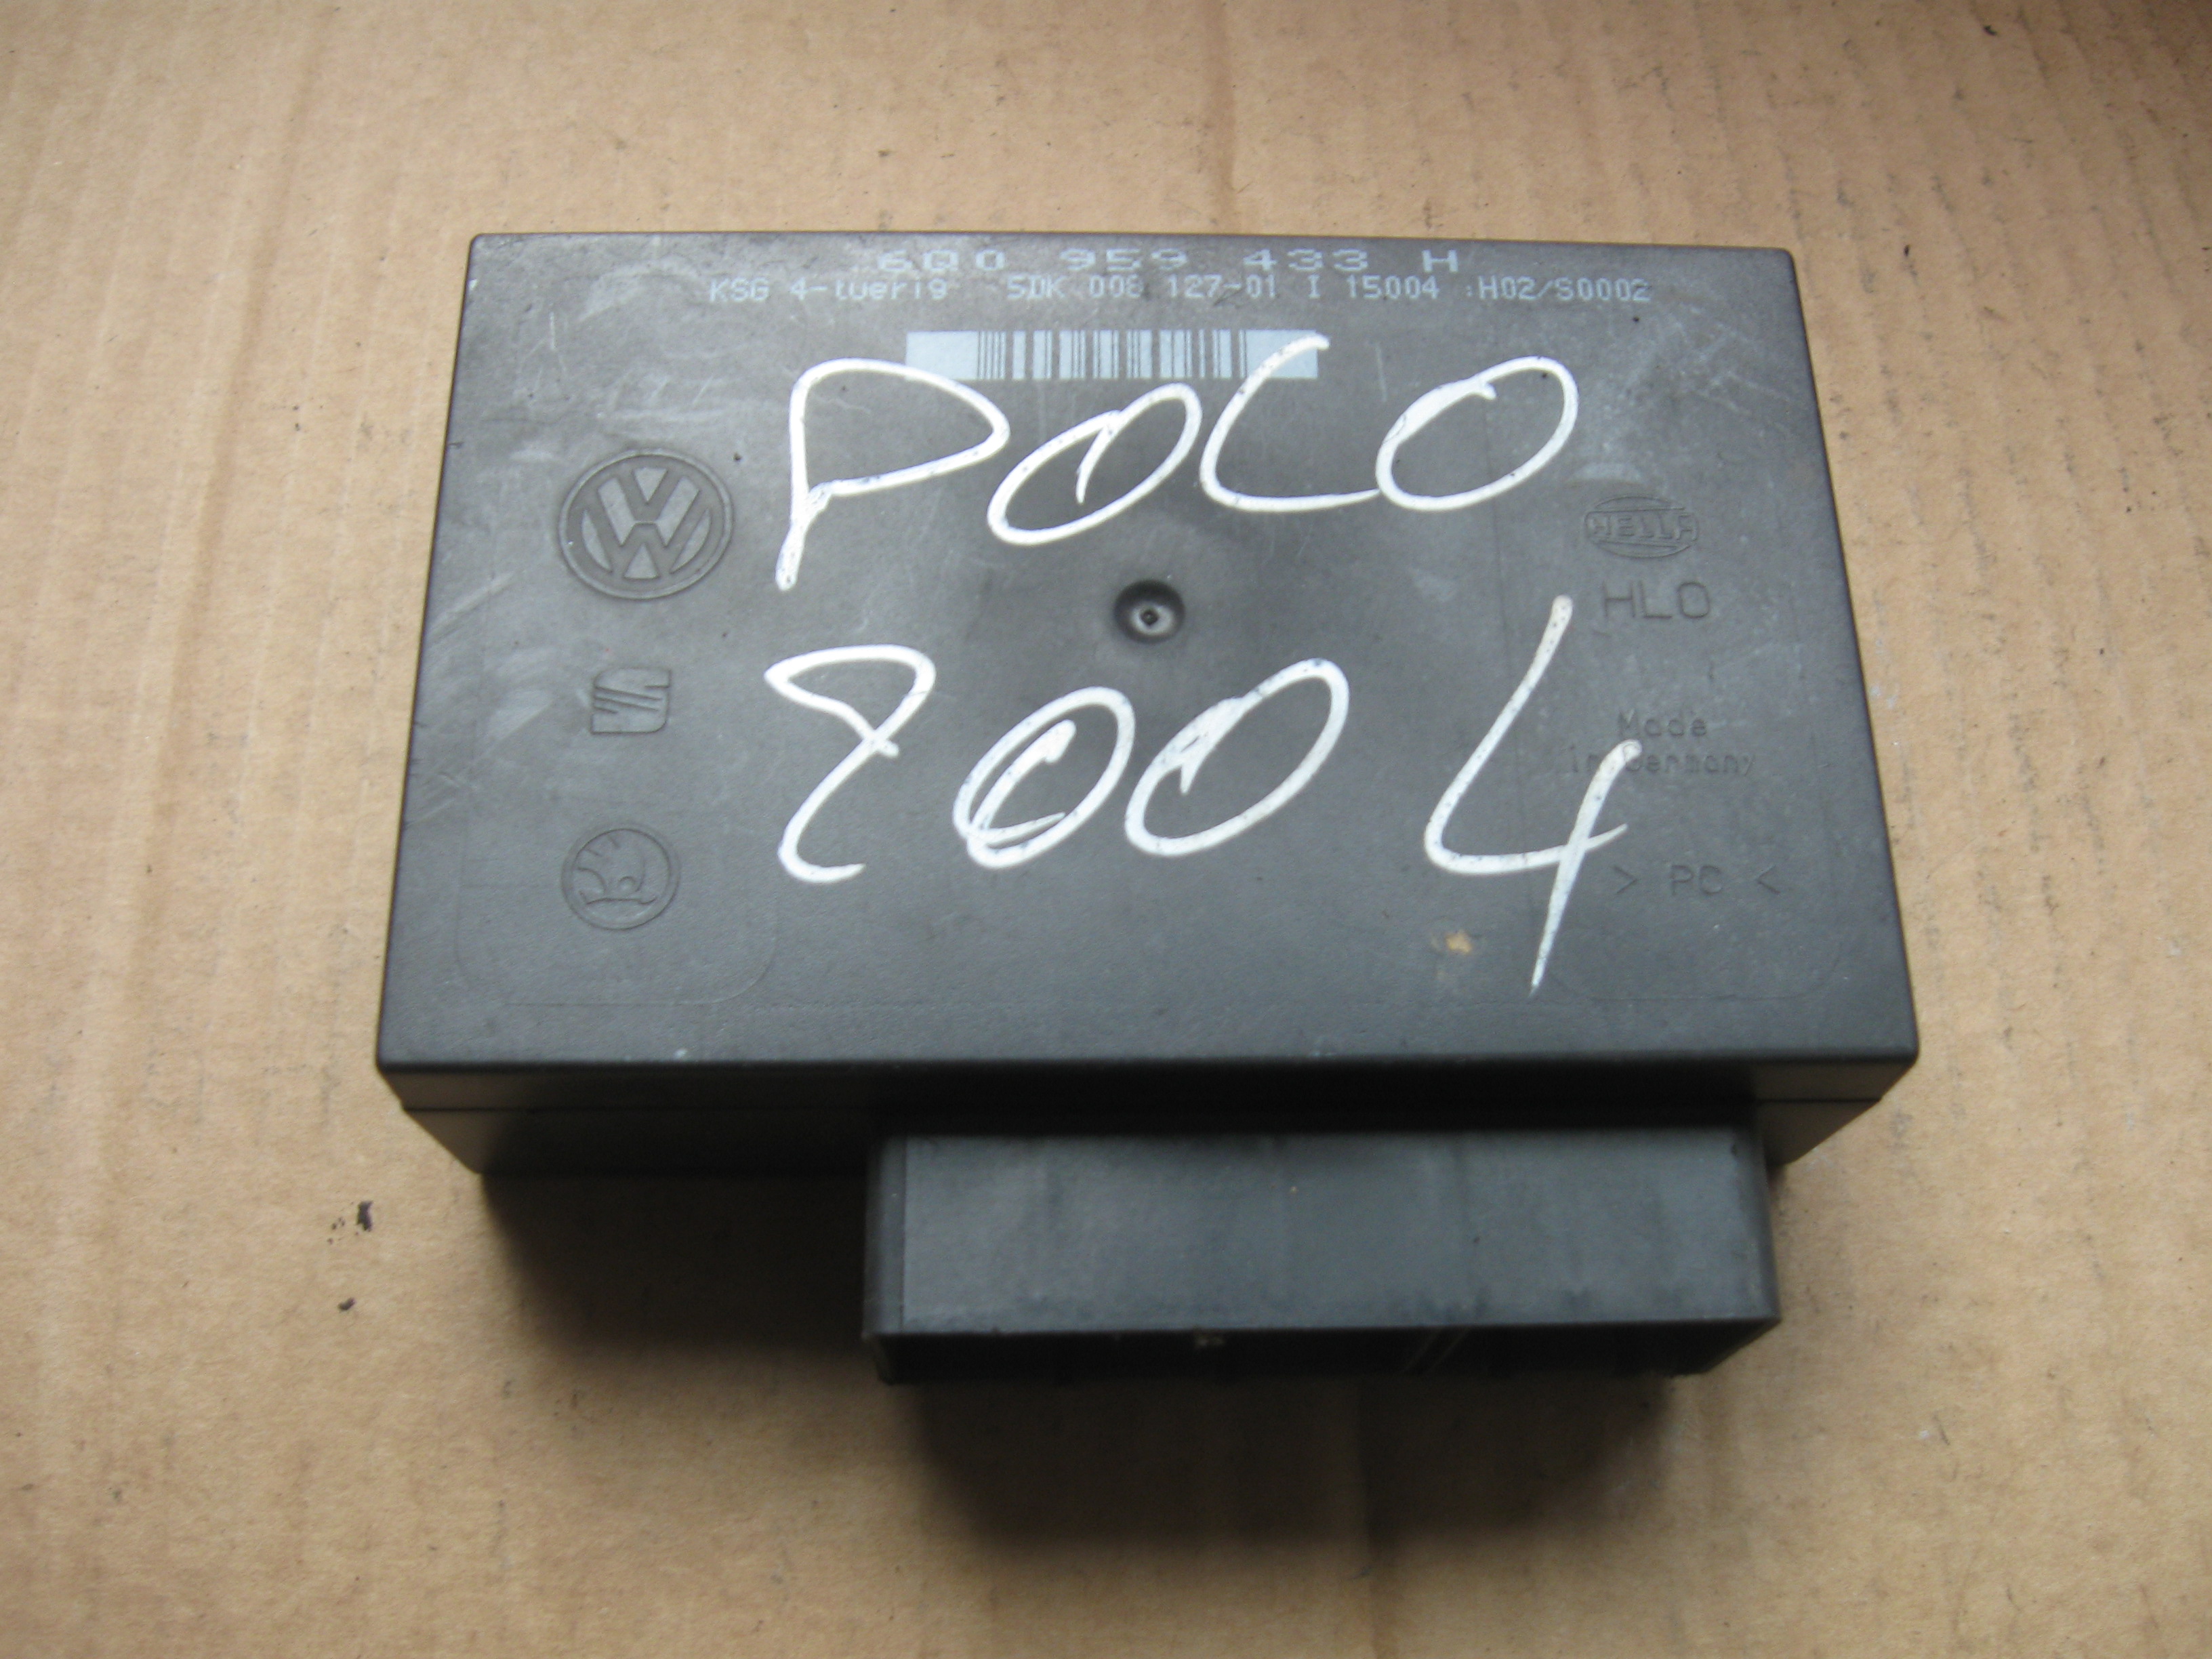 6Q0 959 433 H
KSG 4-tuerig 5DK 008 127-01 I 15004 :H02/S0002
POLO
2004
HELLA
HLO
Made
in Germany
> PC <